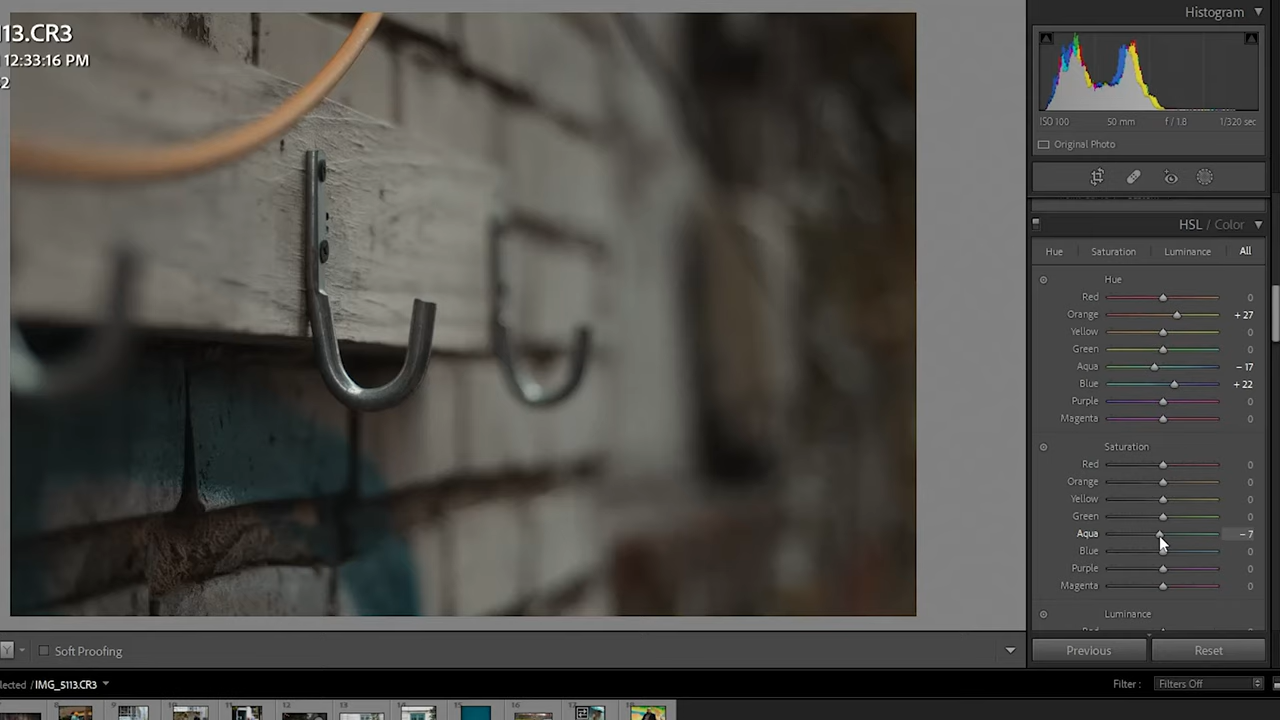 13.CR3
12:33:16 PM
2
Histogram
ISO 100 50 mm f / 1.8 1/320 sec
Original Photo
HSL / Color
Hue Saturation Luminance All
Hue
Red 0
Orange + 27
Yellow 0
Green 0
Aqua − 17
Blue + 22
Purple 0
Magenta 0
Saturation
Red 0
Orange 0
Yellow 0
Green 0
Aqua − 7
Blue 0
Purple 0
Magenta 0
Luminance
Previous Reset
Y Soft Proofing
lected / IMG_5113.CR3
Filter : Filters Off